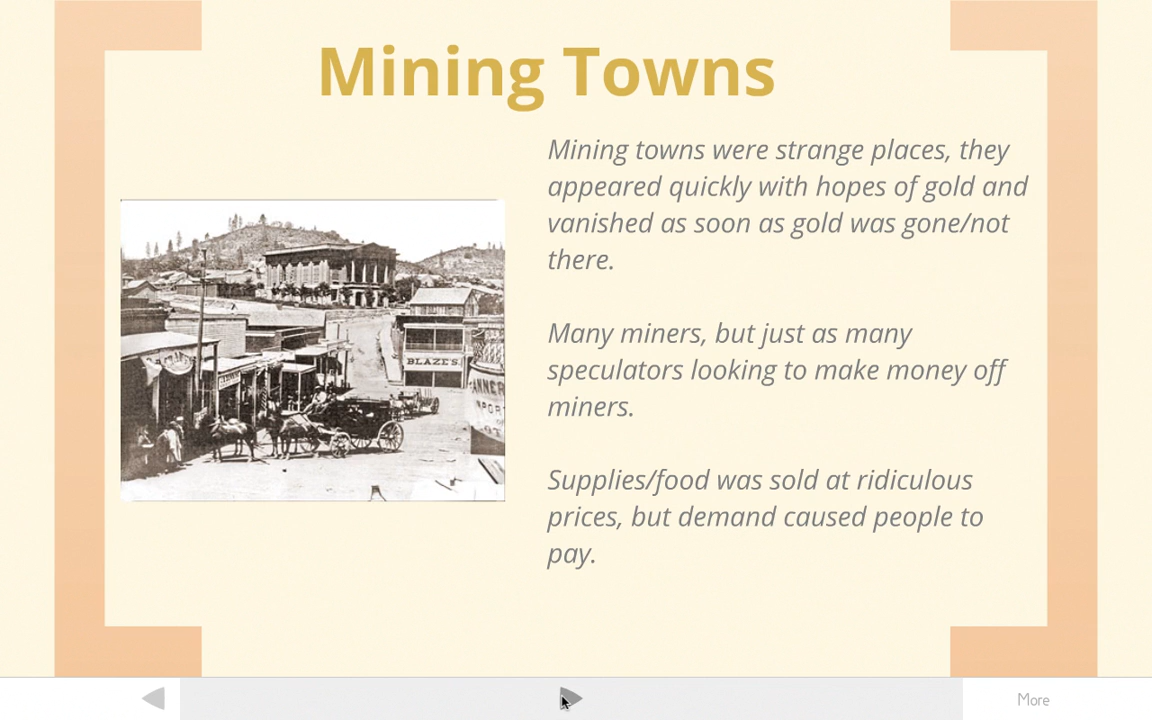 Mining Towns
Mining towns were strange places, they
appeared quickly with hopes of gold and
vanished as soon as gold was gone/not
there.
Many miners, but just as many
speculators looking to make money off
miners.
Supplies/food was sold at ridiculous
prices, but demand caused people to
pay.
BLAZE'S
More